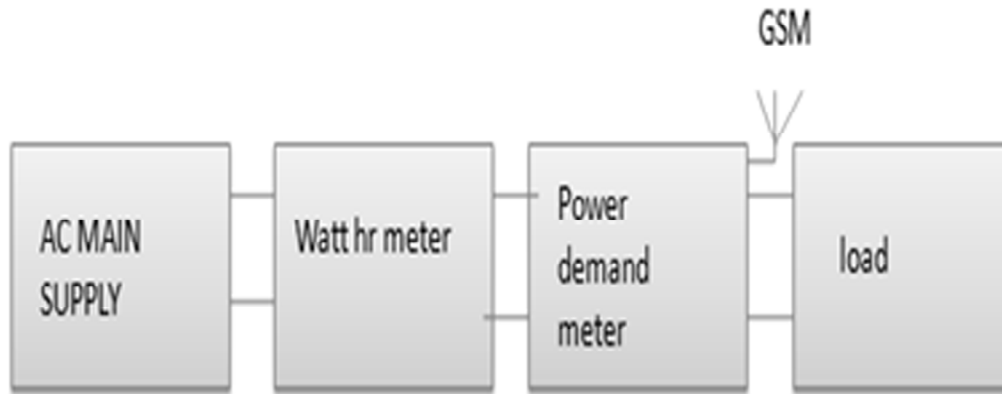 GSM
AC MAIN
SUPPLY
Watt hr meter
Power
demand
meter
load